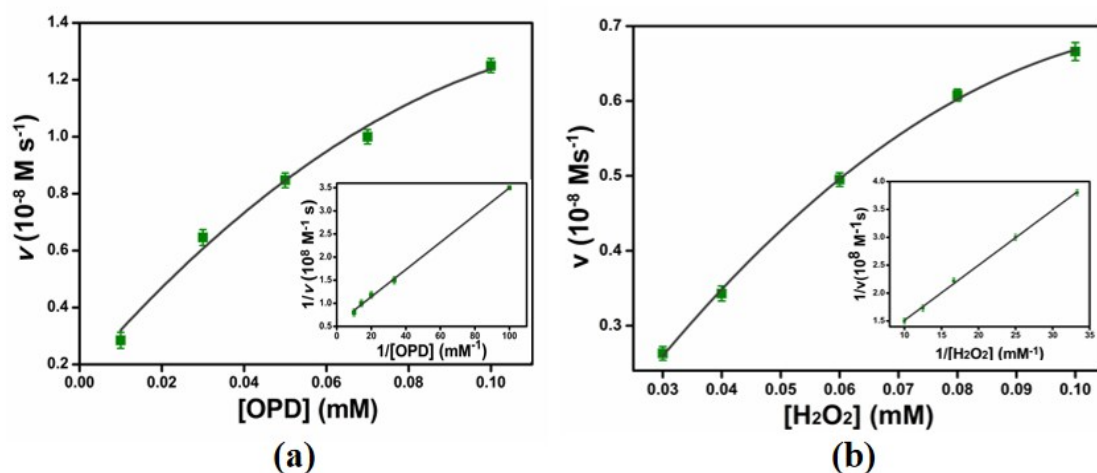 (a)
1.4
1.2
1.0
0.8
0.6
0.4
0.2
ν (10⁻⁸ M s⁻¹)
0.00 0.02 0.04 0.06 0.08 0.10
[OPD] (mM)
3.5
3.0
2.5
2.0
1.5
1.0
0.5
1/ν (10⁸ M⁻¹ s)
0 20 40 60 80 100
1/[OPD] (mM⁻¹)
(a)
(b)
0.7
0.6
0.5
0.4
0.3
v (10⁻⁸ Ms⁻¹)
0.03 0.04 0.05 0.06 0.07 0.08 0.09 0.10
[H₂O₂] (mM)
4.0
3.5
3.0
2.5
2.0
1.5
1/v(10⁸ M⁻¹s)
10 15 20 25 30 35
1/[H₂O₂] (mM⁻¹)
(b)